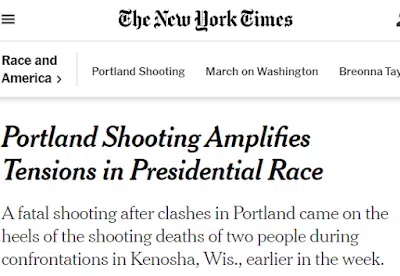 The New York Times
Race and
America >
Portland Shooting
March on Washington
Breonna Tay
Portland Shooting Amplifies
Tensions in Presidential Race
A fatal shooting after clashes in Portland came on the
heels of the shooting deaths of two people during
confrontations in Kenosha, Wis., earlier in the week.